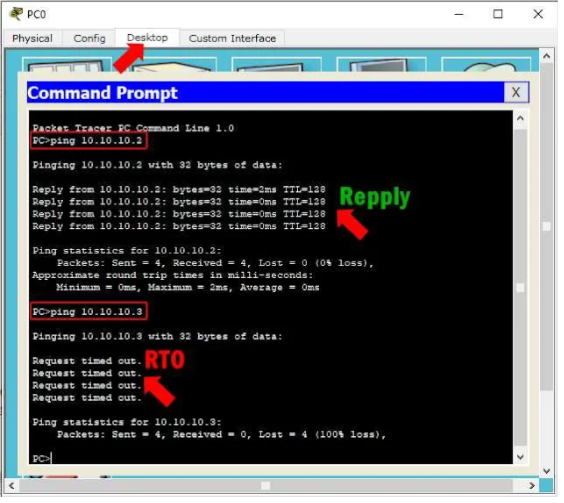 PC0
Physical Config Desktop Custom Interface
Command Prompt
X
Packet Tracer PC Command Line 1.0
PC>ping 10.10.10.2
Pinging 10.10.10.2 with 32 bytes of data:
Reply from 10.10.10.2: bytes=32 time=2ms TTL=128
Reply from 10.10.10.2: bytes=32 time=0ms TTL=128
Reply from 10.10.10.2: bytes=32 time=0ms TTL=128
Reply from 10.10.10.2: bytes=32 time=0ms TTL=128
Repply
Ping statistics for 10.10.10.2:
Packets: Sent = 4, Received = 4, Lost = 0 (0% loss),
Approximate round trip times in milli-seconds:
Minimum = 0ms, Maximum = 2ms, Average = 0ms
PC>ping 10.10.10.3
Pinging 10.10.10.3 with 32 bytes of data:
Request timed out.
RTO
Request timed out.
Request timed out.
Request timed out.
Ping statistics for 10.10.10.3:
Packets: Sent = 4, Received = 0, Lost = 4 (100% loss),
PC>